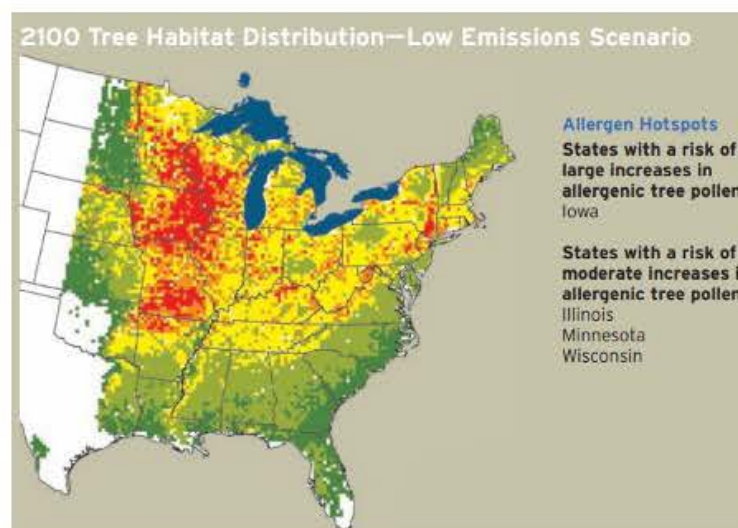 2100 Tree Habitat Distribution—Low Emissions Scenario
Allergen Hotspots
States with a risk of
large increases in
allergenic tree pollen
Iowa
States with a risk of
moderate increases i
allergenic tree pollen
Illinois
Minnesota
Wisconsin